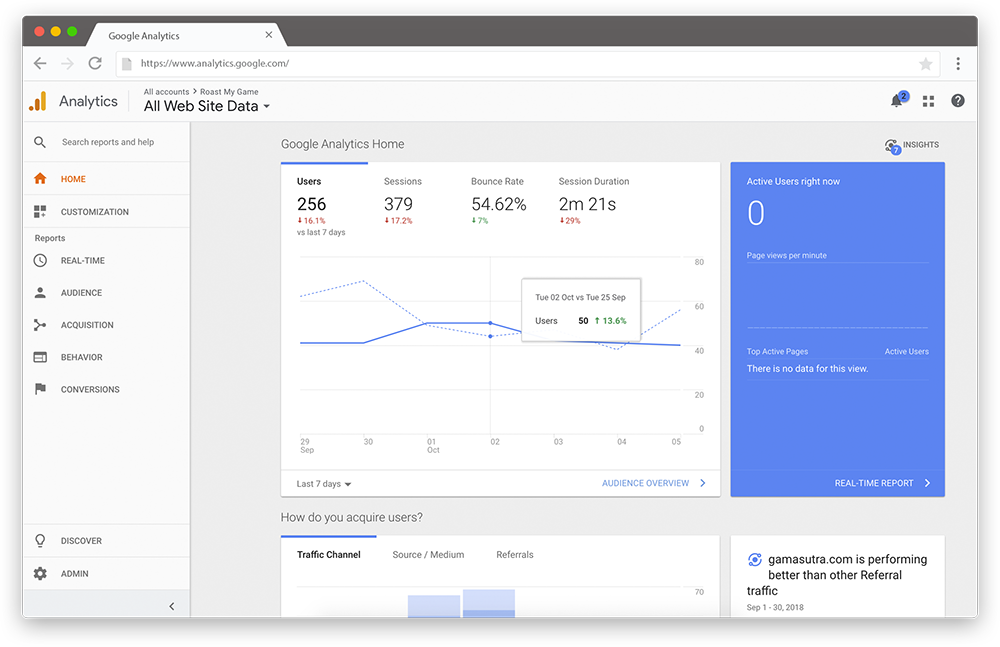 Google Analytics
https://www.analytics.google.com/
Analytics
All accounts > Roast My Game
All Web Site Data
2
Search reports and help
HOME
CUSTOMIZATION
Reports
REAL-TIME
AUDIENCE
ACQUISITION
BEHAVIOR
CONVERSIONS
DISCOVER
ADMIN
Google Analytics Home
7
INSIGHTS
Users
256
16.1%
vs last 7 days
Sessions
379
17.2%
Bounce Rate
54.62%
7%
Session Duration
2m 21s
29%
80
60
40
20
0
Tue 02 Oct vs Tue 25 Sep
Users 50 13.6%
29
Sep
30
01
Oct
02
03
04
05
Last 7 days
AUDIENCE OVERVIEW
Active Users right now
0
Page views per minute
Top Active Pages Active Users
There is no data for this view.
REAL-TIME REPORT
How do you acquire users?
Traffic Channel Source / Medium Referrals
70
gamasutra.com is performing
better than other Referral
traffic
Sep 1 - 30, 2018